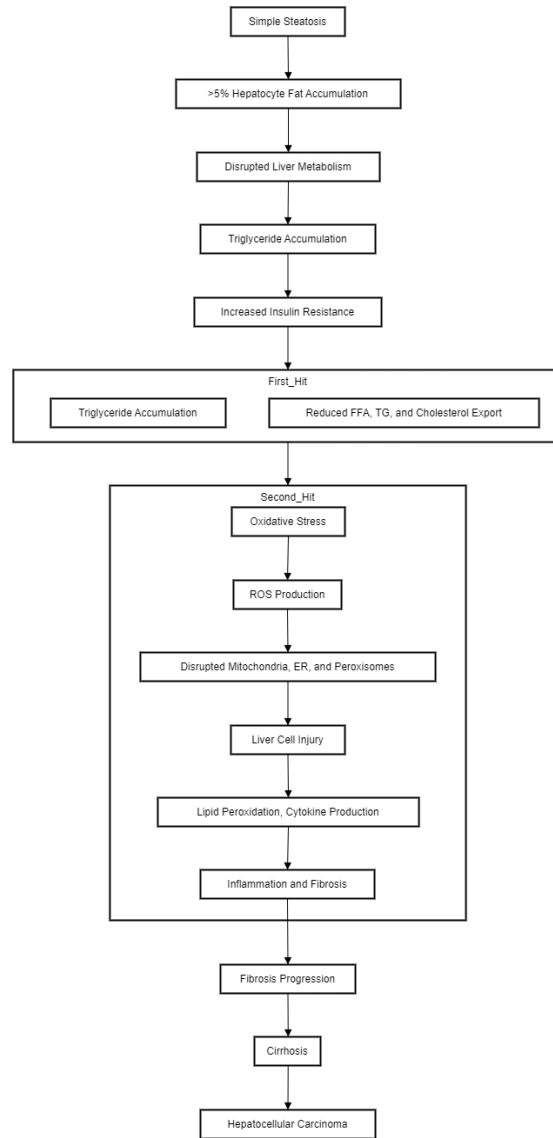 Simple Steatosis
>5% Hepatocyte Fat Accumulation
Disrupted Liver Metabolism
Triglyceride Accumulation
Increased Insulin Resistance
First_Hit
Triglyceride Accumulation
Reduced FFA, TG, and Cholesterol Export
Second_Hit
Oxidative Stress
ROS Production
Disrupted Mitochondria, ER, and Peroxisomes
Liver Cell Injury
Lipid Peroxidation, Cytokine Production
Inflammation and Fibrosis
Fibrosis Progression
Cirrhosis
Hepatocellular Carcinoma